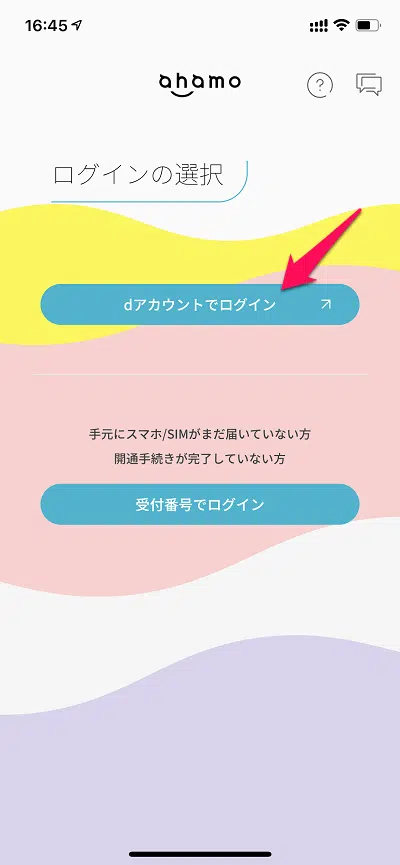 16:45
ahamo
?
ログインの選択
dアカウントでログイン
手元にスマホ/SIMがまだ届いていない方
開通手続きが完了していない方
受付番号でログイン